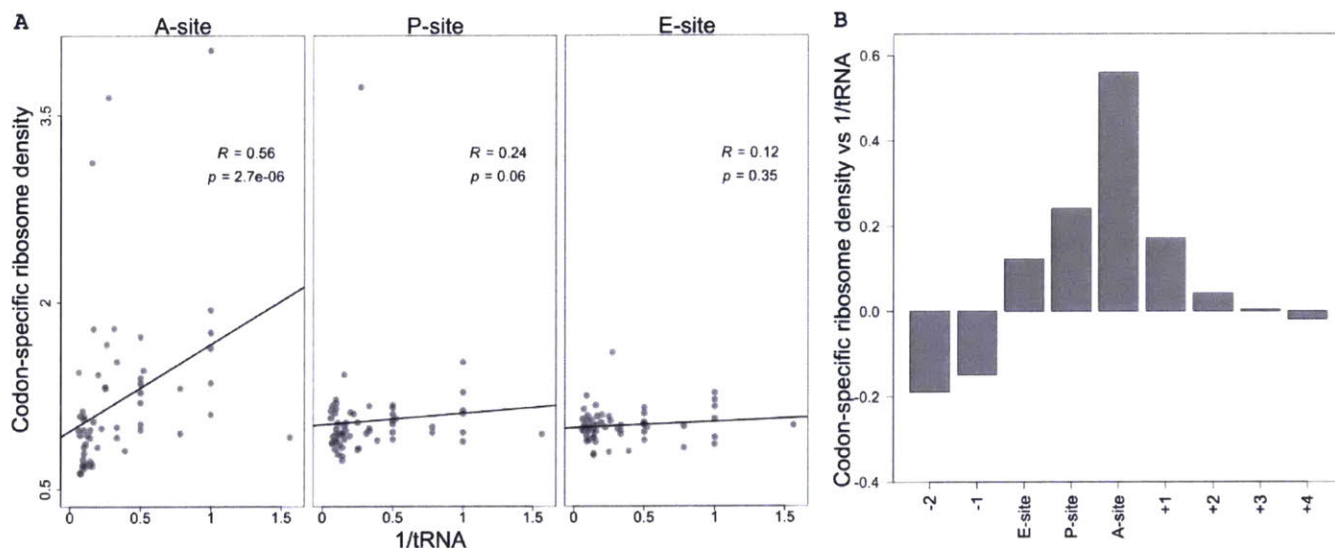 A
A-site
P-site
E-site
Codon-specific ribosome density
3.5
2
0.5
R = 0.56
p = 2.7e-06
R = 0.24
p = 0.06
R = 0.12
p = 0.35
0
0.5
1
1.5
0
0.5
1
1.5
0
0.5
1
1.5
1/tRNA
B
Codon-specific ribosome density vs 1/tRNA
0.6
0.4
0.2
0.0
-0.2
-0.4
-2
-1
E-site
P-site
A-site
+1
+2
+3
+4